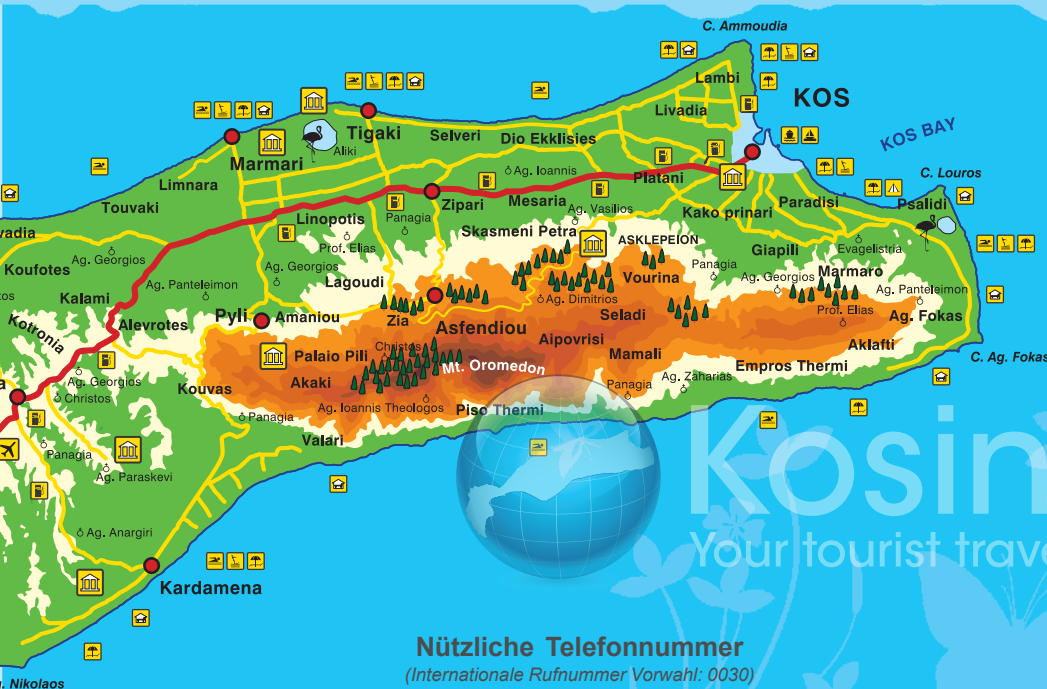 C. Ammoudia
Lambi
KOS
Livadia
KOS BAY
Tigaki
Selveri
Dio Ekklisies
Aliki
Marmari
Ag. Ioannis
Platani
C. Louros
Limnara
Zipari
Mesaria
Ag. Vasilios
Kako prinari
Paradisi
Psalidi
Touvaki
Linopotis
Panagia
Skasmeni Petra
ASKLEPEION
Giapili
Evagelistria
vadia
Prof. Elias
Ag. Georgios
Koufotes
Ag. Georgios
Lagoudi
Vourina
Panagia
Ag. Georgios
Marmaro
Ag. Panteleimon
Ag. Panteleimon
tos
Kalami
Ag. Dimitrios
Prof. Elias
Ag. Fokas
Kotronia
Alevrotes
Pyli
Amaniou
Zia
Asfendiou
Seladi
Aipovrisi
Aklafti
Palaio Pili
Christos
Mamali
C. Ag. Fokas
Mt. Oromedon
Empros Thermi
a
Ag. Georgios
Christos
Kouvas
Akaki
Panagia
Ag. Zaharias
Ag. Ioannis Theologos
Piso Thermi
Panagia
Valari
Kosin
Panagia
Ag. Paraskevi
Ag. Anargiri
Your tourist trave
Kardamena
Nützliche Telefonnummer
(Internationale Rufnummer Vorwahl: 0030)
g. Nikolaos